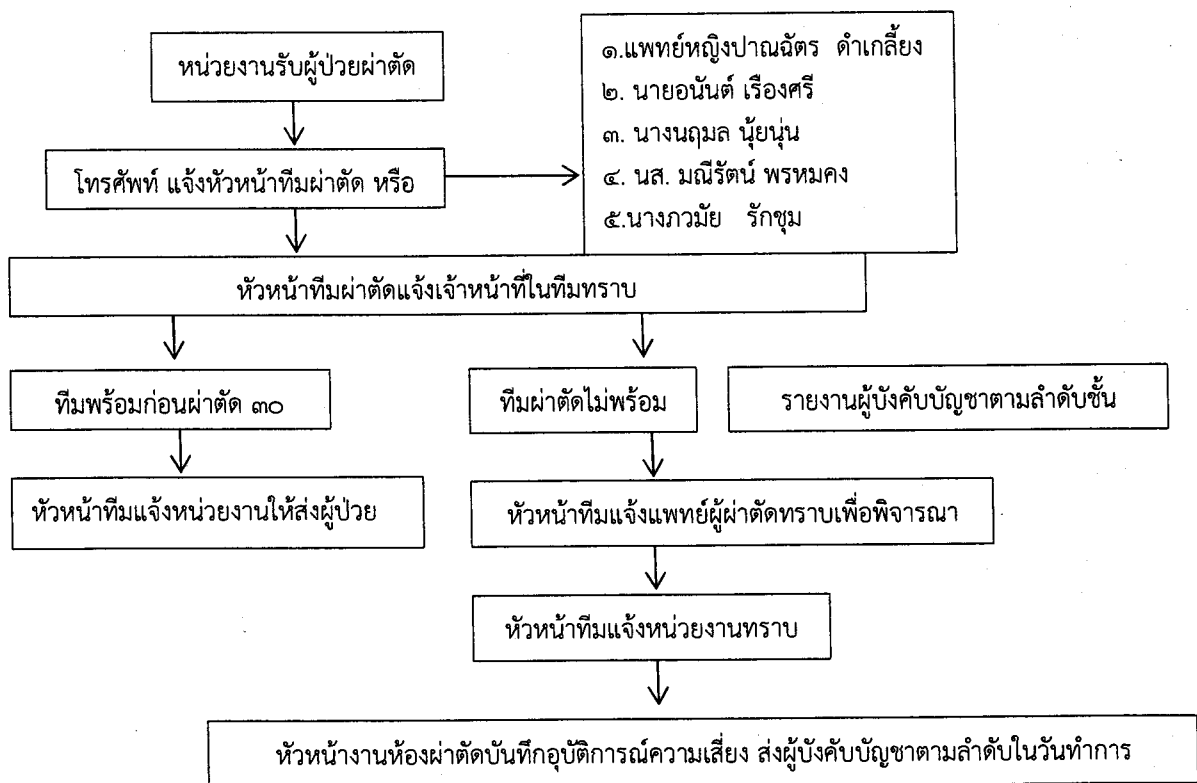 หน่วยงานรับผู้ป่วยผ่าตัด
โทรศัพท์ แจ้งหัวหน้าทีมผ่าตัด หรือ
๑.แพทย์หญิงปาณฉัตร ดำเกลี้ยง
๒. นายอนันต์ เรืองศรี
๓. นางนฤมล นุ้ยนุ่น
๔. นส. มณีรัตน์ พรหมคง
๕.นางภวมัย รักชุม
หัวหน้าทีมผ่าตัดแจ้งเจ้าหน้าที่ในทีมทราบ
ทีมพร้อมก่อนผ่าตัด ๓๐
ทีมผ่าตัดไม่พร้อม
รายงานผู้บังคับบัญชาตามลำดับชั้น
หัวหน้าทีมแจ้งหน่วยงานให้ส่งผู้ป่วย
หัวหน้าทีมแจ้งแพทย์ผู้ผ่าตัดทราบเพื่อพิจารณา
หัวหน้าทีมแจ้งหน่วยงานทราบ
หัวหน้างานห้องผ่าตัดบันทึกอุบัติการณ์ความเสี่ยง ส่งผู้บังคับบัญชาตามลำดับในวันทำการ